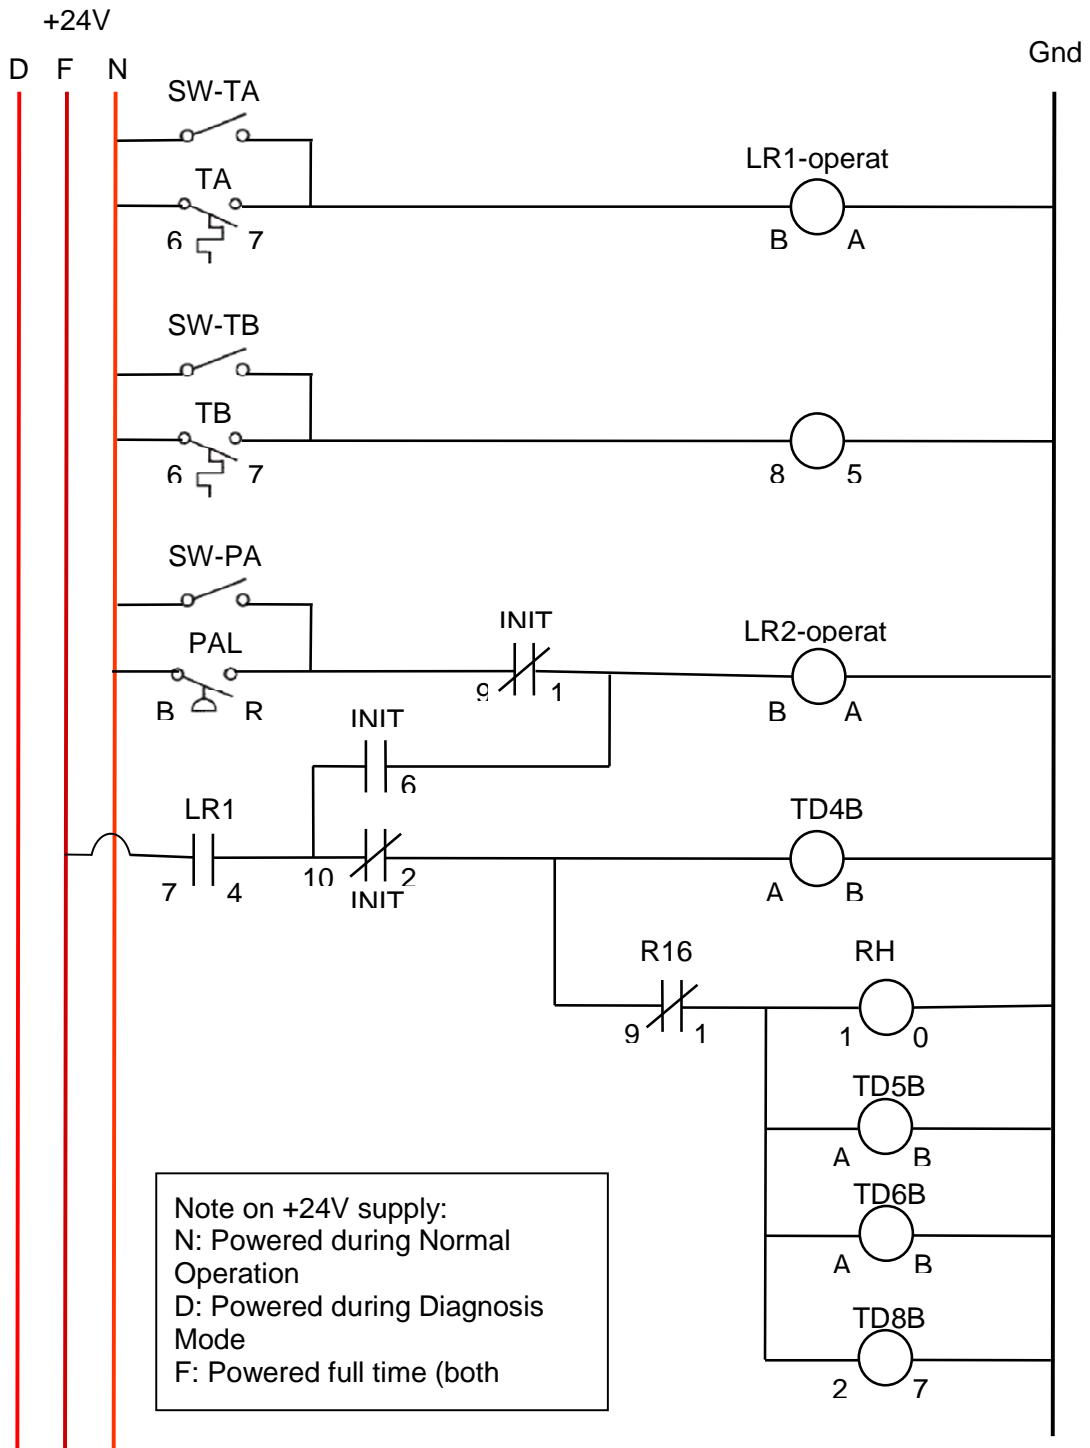 +24V
D F N
Gnd
SW-TA
LR1-operat
TA
6 7
B A
SW-TB
TB
6 7
8 5
SW-PA
INIT
LR2-operat
PAL
B R
9 1
B A
INIT
6
LR1
TD4B
7 4
10 2
INIT
A B
R16
RH
9 1
1 0
TD5B
A B
TD6B
A B
TD8B
2 7
Note on +24V supply:
N: Powered during Normal
Operation
D: Powered during Diagnosis
Mode
F: Powered full time (both